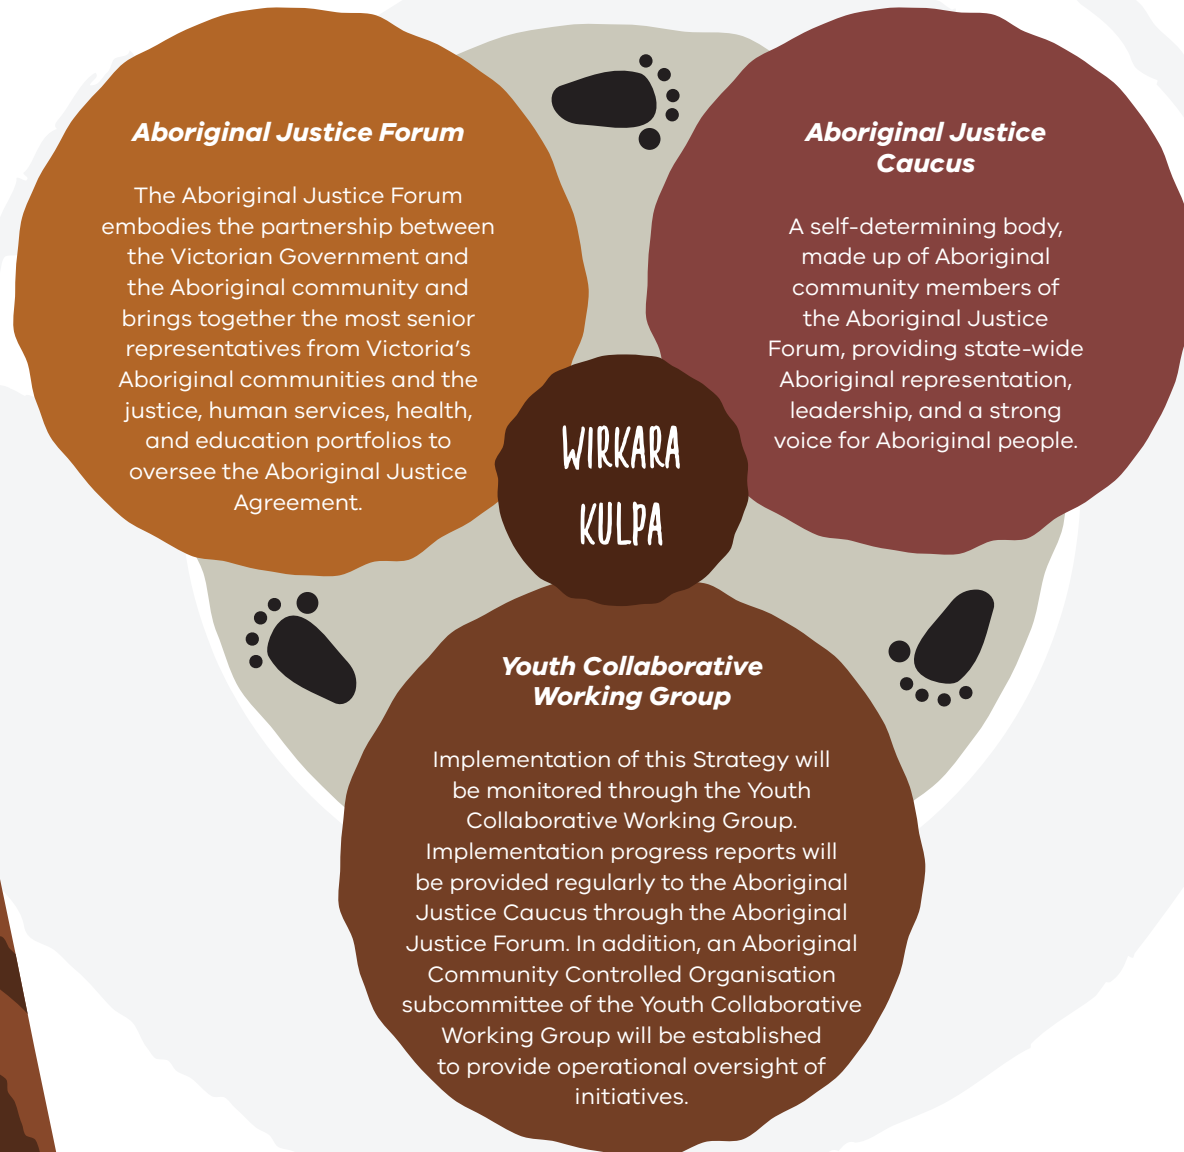 Aboriginal Justice Forum
The Aboriginal Justice Forum
embodies the partnership between
the Victorian Government and
the Aboriginal community and
brings together the most senior
representatives from Victoria’s
Aboriginal communities and the
justice, human services, health,
and education portfolios to
oversee the Aboriginal Justice
Agreement.
Aboriginal Justice
Caucus
A self-determining body,
made up of Aboriginal
community members of
the Aboriginal Justice
Forum, providing state-wide
Aboriginal representation,
leadership, and a strong
voice for Aboriginal people.
WIRKARA
KULPA
Youth Collaborative
Working Group
Implementation of this Strategy will
be monitored through the Youth
Collaborative Working Group.
Implementation progress reports will
be provided regularly to the Aboriginal
Justice Caucus through the Aboriginal
Justice Forum. In addition, an Aboriginal
Community Controlled Organisation
subcommittee of the Youth Collaborative
Working Group will be established
to provide operational oversight of
initiatives.